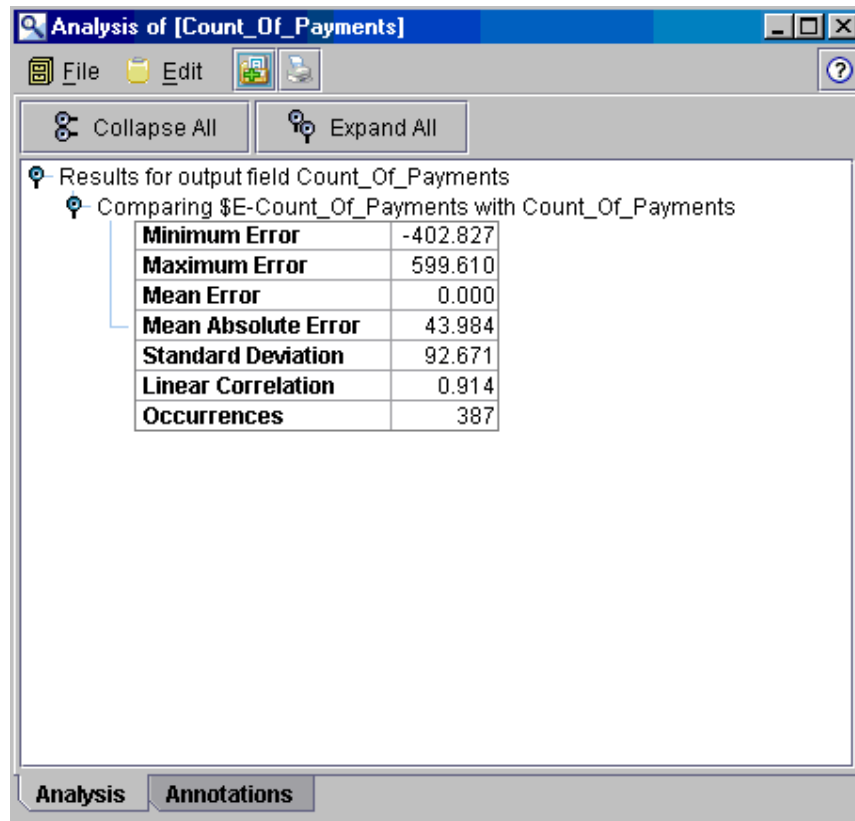 Analysis of [Count_Of_Payments]
File Edit
Collapse All Expand All
Results for output field Count_Of_Payments
Comparing $E-Count_Of_Payments with Count_Of_Payments
Minimum Error -402.827
Maximum Error 599.610
Mean Error 0.000
Mean Absolute Error 43.984
Standard Deviation 92.671
Linear Correlation 0.914
Occurrences 387
Analysis Annotations